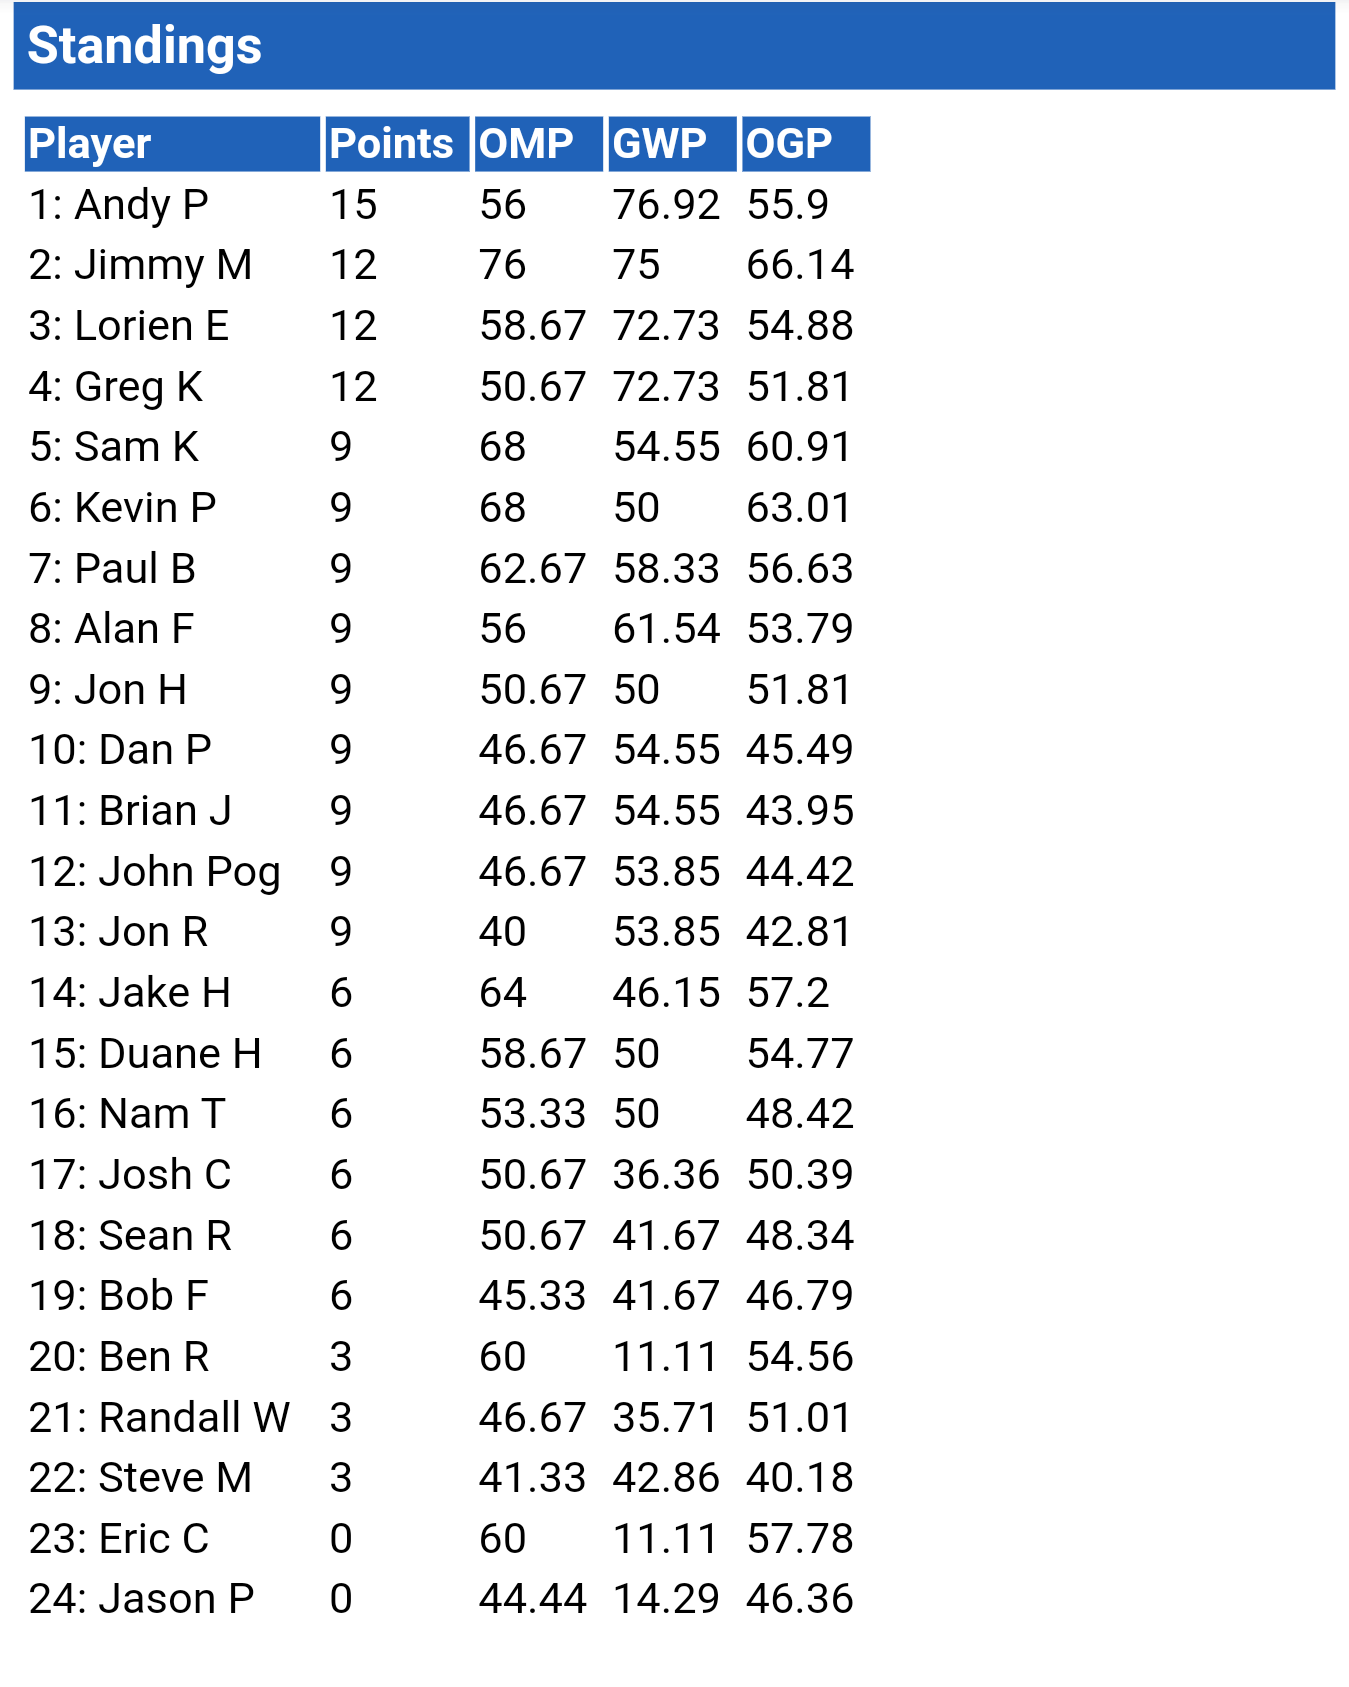 Standings
Player Points OMP GWP OGP
1: Andy P 15 56 76.92 55.9
2: Jimmy M 12 76 75 66.14
3: Lorien E 12 58.67 72.73 54.88
4: Greg K 12 50.67 72.73 51.81
5: Sam K 9 68 54.55 60.91
6: Kevin P 9 68 50 63.01
7: Paul B 9 62.67 58.33 56.63
8: Alan F 9 56 61.54 53.79
9: Jon H 9 50.67 50 51.81
10: Dan P 9 46.67 54.55 45.49
11: Brian J 9 46.67 54.55 43.95
12: John Pog 9 46.67 53.85 44.42
13: Jon R 9 40 53.85 42.81
14: Jake H 6 64 46.15 57.2
15: Duane H 6 58.67 50 54.77
16: Nam T 6 53.33 50 48.42
17: Josh C 6 50.67 36.36 50.39
18: Sean R 6 50.67 41.67 48.34
19: Bob F 6 45.33 41.67 46.79
20: Ben R 3 60 11.11 54.56
21: Randall W 3 46.67 35.71 51.01
22: Steve M 3 41.33 42.86 40.18
23: Eric C 0 60 11.11 57.78
24: Jason P 0 44.44 14.29 46.36